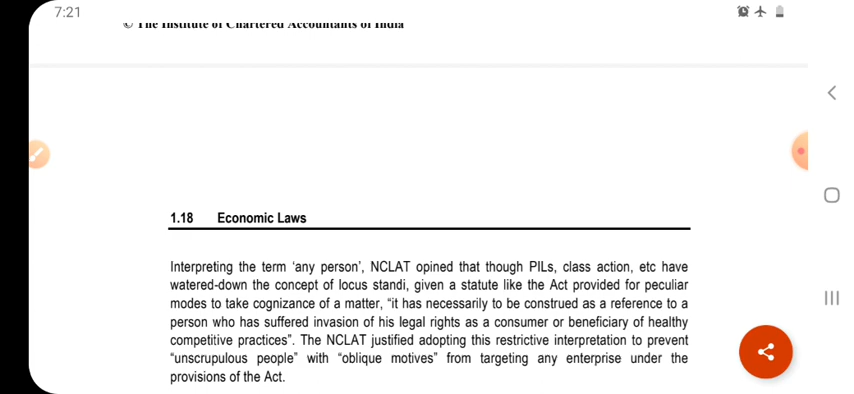 7:21
© The Institute of Chartered Accountants of India
1.18 Economic Laws
Interpreting the term ‘any person’, NCLAT opined that though PILs, class action, etc have
watered-down the concept of locus standi, given a statute like the Act provided for peculiar
modes to take cognizance of a matter, “it has necessarily to be construed as a reference to a
person who has suffered invasion of his legal rights as a consumer or beneficiary of healthy
competitive practices”. The NCLAT justified adopting this restrictive interpretation to prevent
“unscrupulous people” with “oblique motives” from targeting any enterprise under the
provisions of the Act.